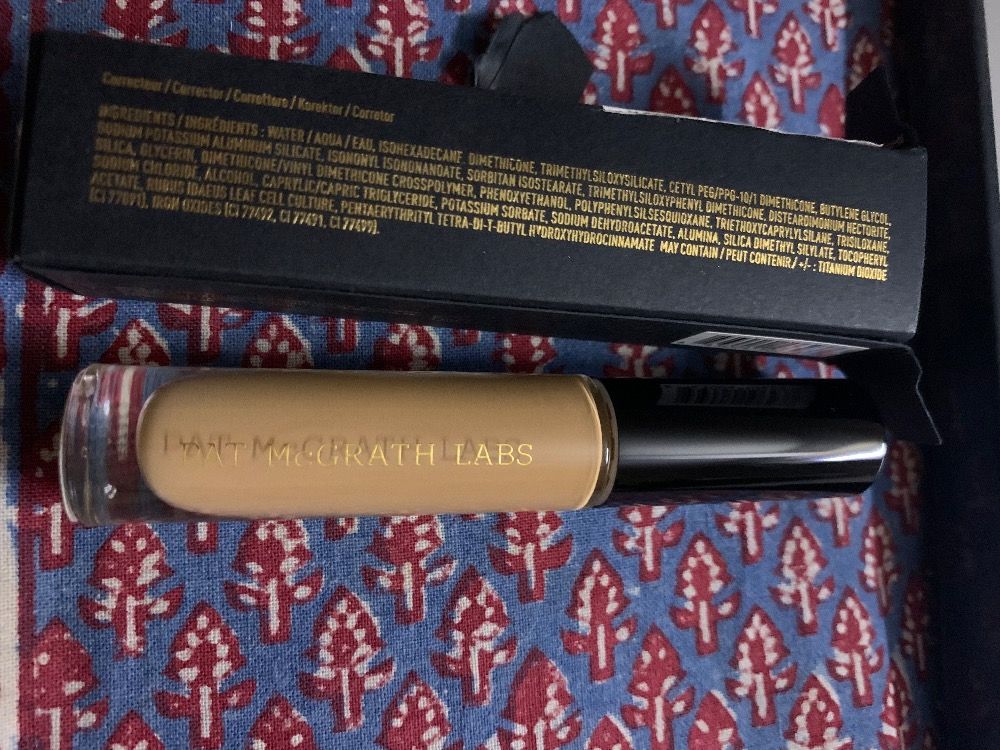 Correcteur / Corrector / Correttore / Korektor / Corretor
INGREDIENTS / INGRÉDIENTS : WATER / AQUA / EAU, ISOHEXADECANE, DIMETHICONE, TRIMETHYLSILOXYSILICATE, CETYL PEG/PPG-10/1 DIMETHICONE, BUTYLENE GLYCOL,
SODIUM POTASSIUM ALUMINUM SILICATE, ISONONYL ISONONANOATE, SORBITAN ISOSTEARATE, TRIMETHYLSILOXYPHENYL DIMETHICONE, DISTEARDIMONIUM HECTORITE,
SILICA, GLYCERIN, DIMETHICONE/VINYL DIMETHICONE CROSSPOLYMER, PHENOXYETHANOL, POLYPHENYLSILSESQUIOXANE, TRIETHOXYCAPRYLYLSILANE, TRISILOXANE,
SODIUM CHLORIDE, ALCOHOL, CAPRYLIC/CAPRIC TRIGLYCERIDE, POTASSIUM SORBATE, SODIUM DEHYDROACETATE, ALUMINA, SILICA DIMETHYL SILYLATE, TOCOPHERYL
ACETATE, RUBUS IDAEUS LEAF CELL CULTURE, PENTAERYTHRITYL TETRA-DI-T-BUTYL HYDROXYHYDROCINNAMATE MAY CONTAIN / PEUT CONTENIR / +/- : TITANIUM DIOXIDE
(CI 77891), IRON OXIDES (CI 77492, CI 77491, CI 77499).
PAT McGRATH LABS